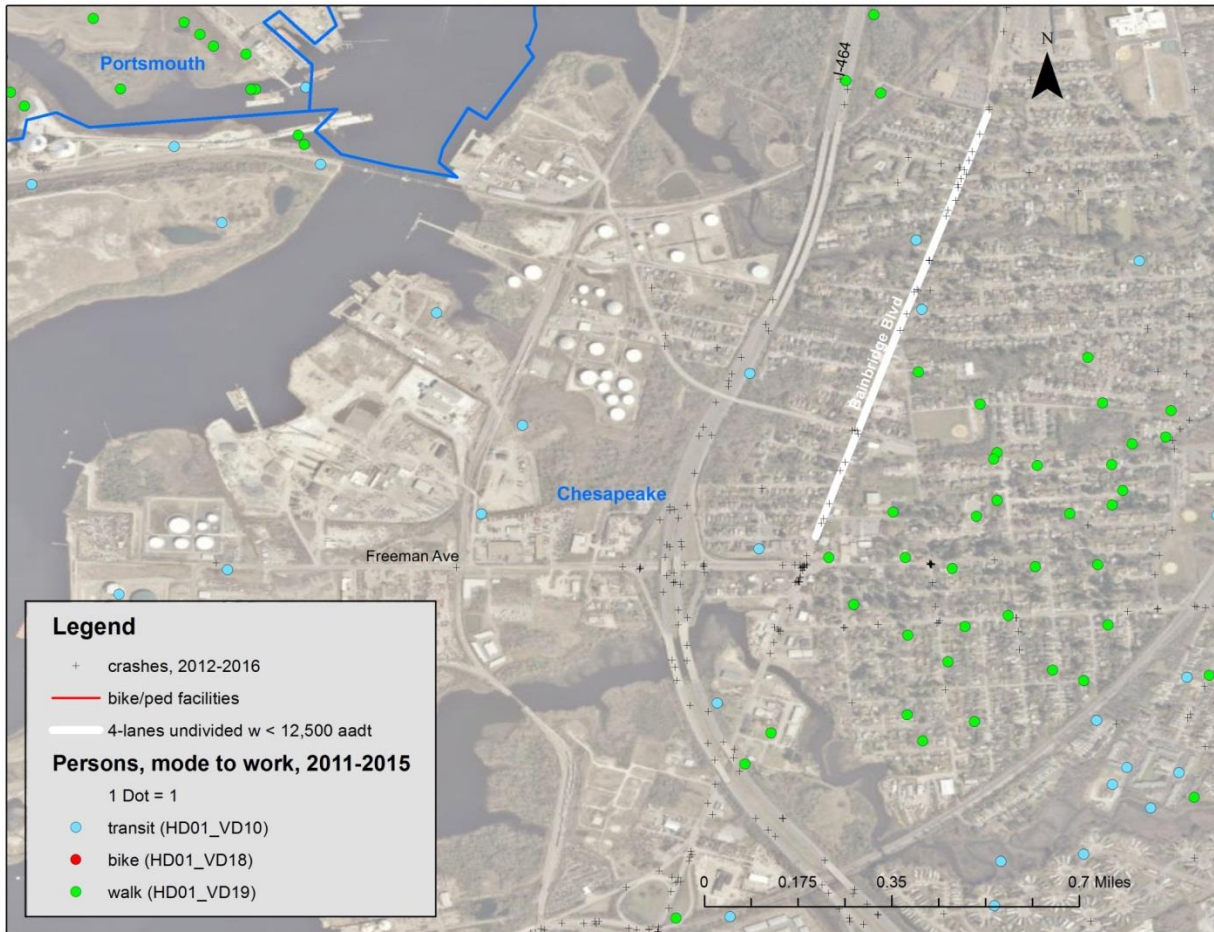 Portsmouth
I-464
N
Bainbridge Blvd
Chesapeake
Freeman Ave
Legend
crashes, 2012-2016
bike/ped facilities
4-lanes undivided w < 12,500 aadt
Persons, mode to work, 2011-2015
1 Dot = 1
transit (HD01_VD10)
bike (HD01_VD18)
walk (HD01_VD19)
0 0.175 0.35 0.7 Miles